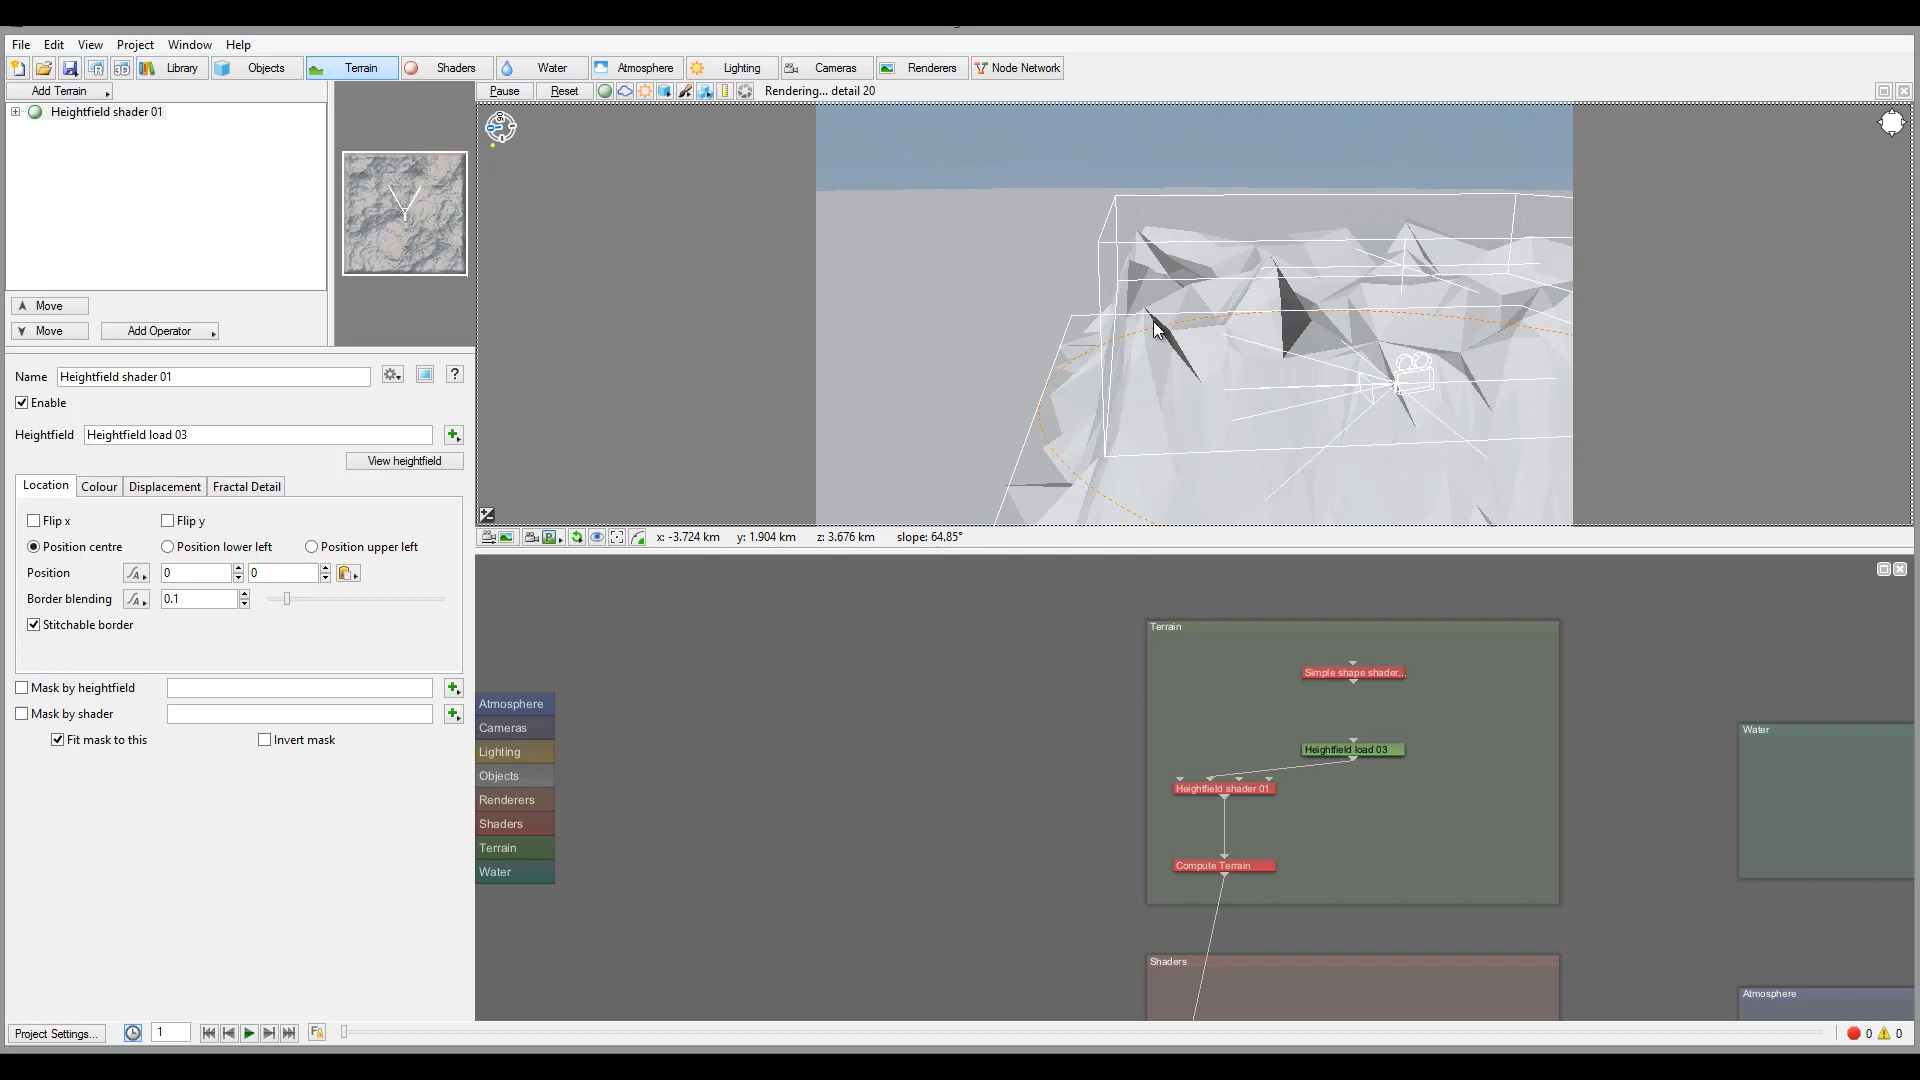 File Edit View Project Window Help
Library Objects Terrain Shaders Water Atmosphere Lighting Cameras Renderers Node Network
Add Terrain
Pause Reset Rendering... detail 20
Heightfield shader 01
Move
Move Add Operator
Name Heightfield shader 01 ?
Enable
Heightfield Heightfield load 03
View heightfield
Location Colour Displacement Fractal Detail
Flip x Flip y
Position centre Position lower left Position upper left
Position 0 0
Border blending 0.1
Stitchable border
Mask by heightfield
Mask by shader
Fit mask to this Invert mask
x: -3.724 km y: 1.904 km z: 3.676 km slope: 64.85°
Atmosphere
Cameras
Lighting
Objects
Renderers
Shaders
Terrain
Water
Terrain
Simple shape shader...
Heightfield load 03
Heightfield shader 01
Compute Terrain
Shaders
Water
Atmosphere
Project Settings... 1 0 0